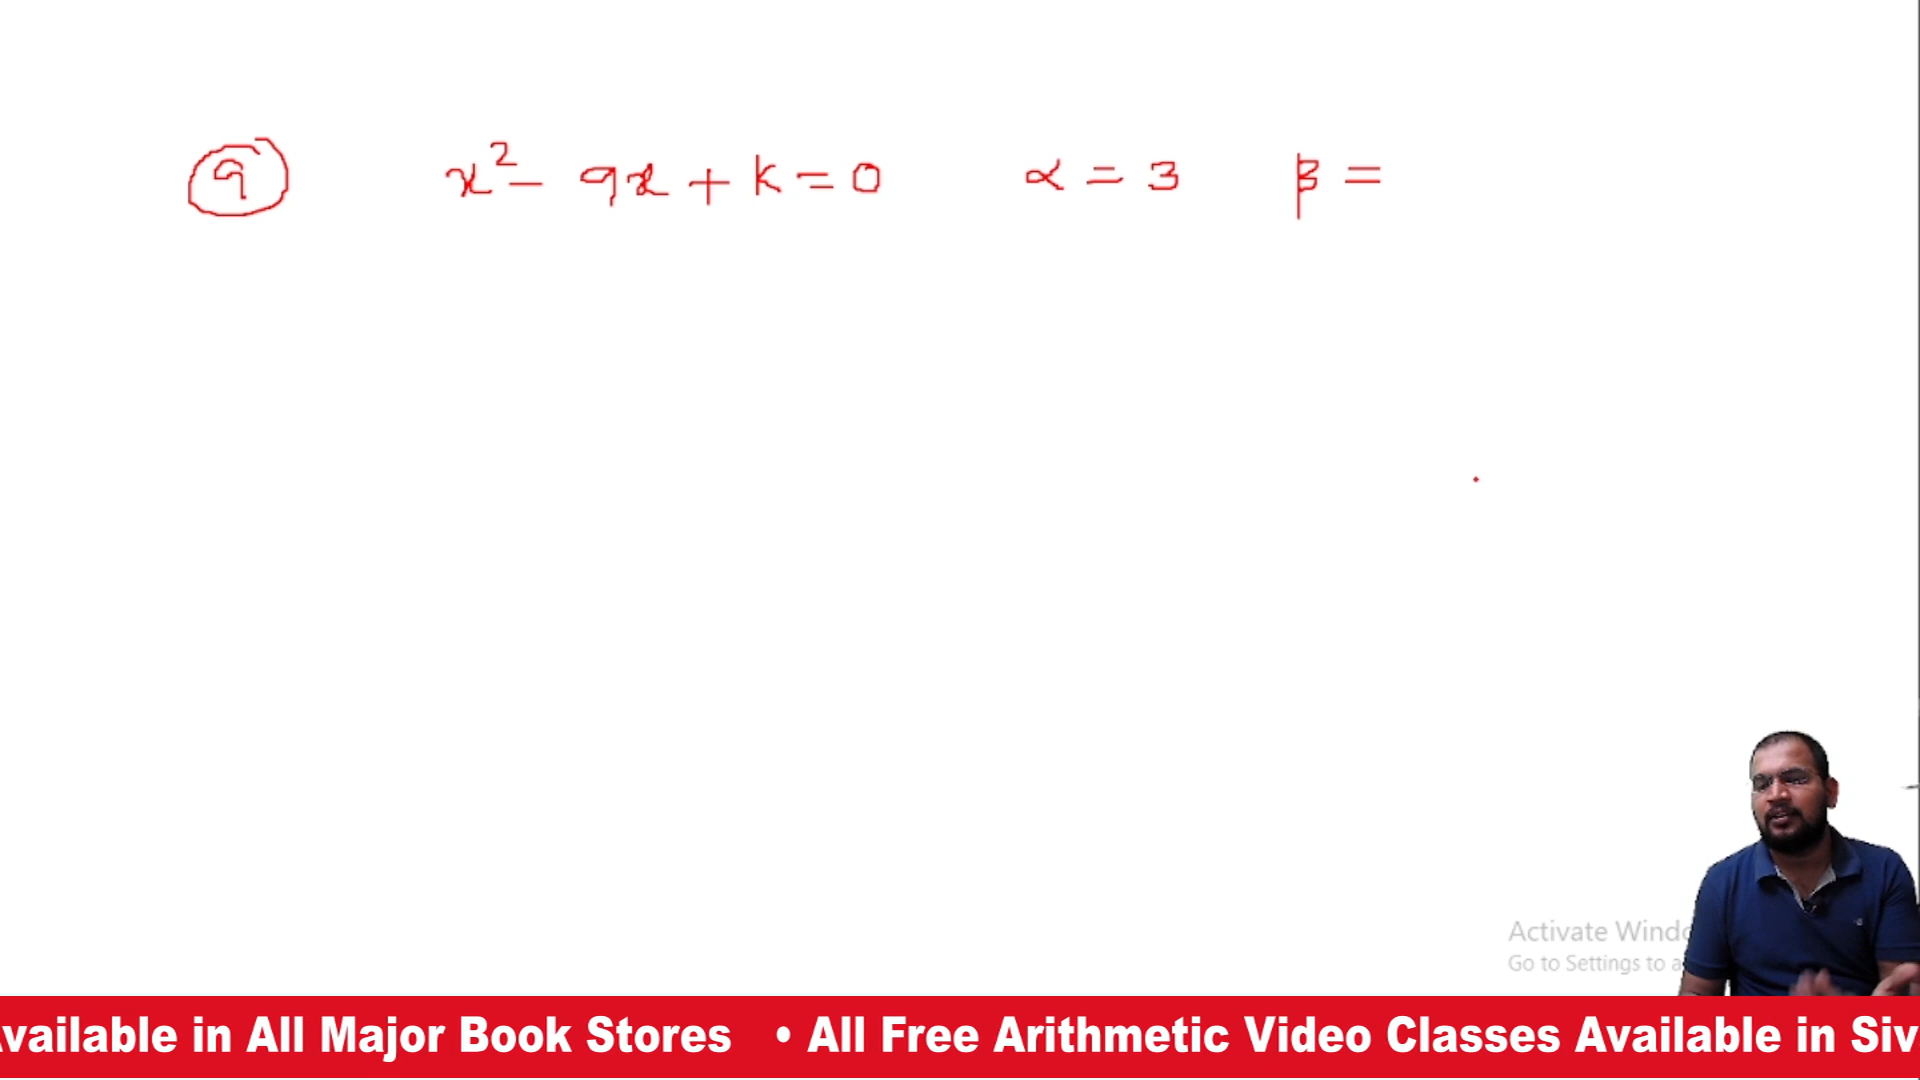 9 x² - 9x + k = 0 α = 3 β =
Activate Wind
Go to Settings to a
vailable in All Major Book Stores • All Free Arithmetic Video Classes Available in Siv